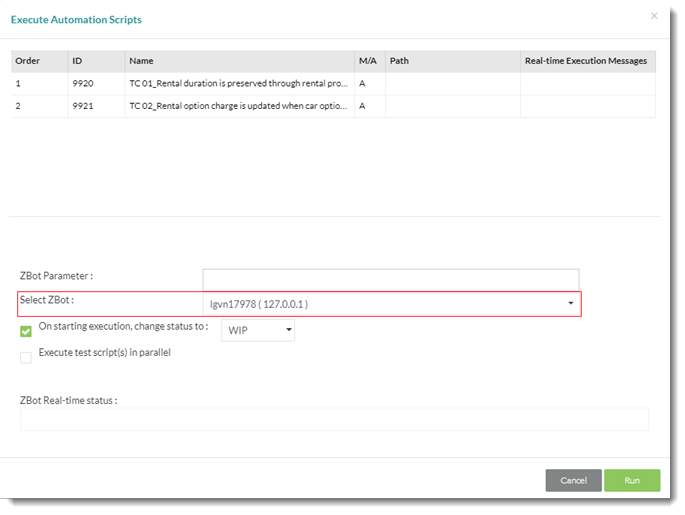 Execute Automation Scripts
×
Order ID Name M/A Path Real-time Execution Messages
1 9920 TC 01_Rental duration is preserved through rental pro... A
2 9921 TC 02_Rental option charge is updated when car optio... A
ZBot Parameter :
Select ZBot : lgvn17978 ( 127.0.0.1 )
On starting execution, change status to : WIP
Execute test script(s) in parallel
ZBot Real-time status :
Cancel Run